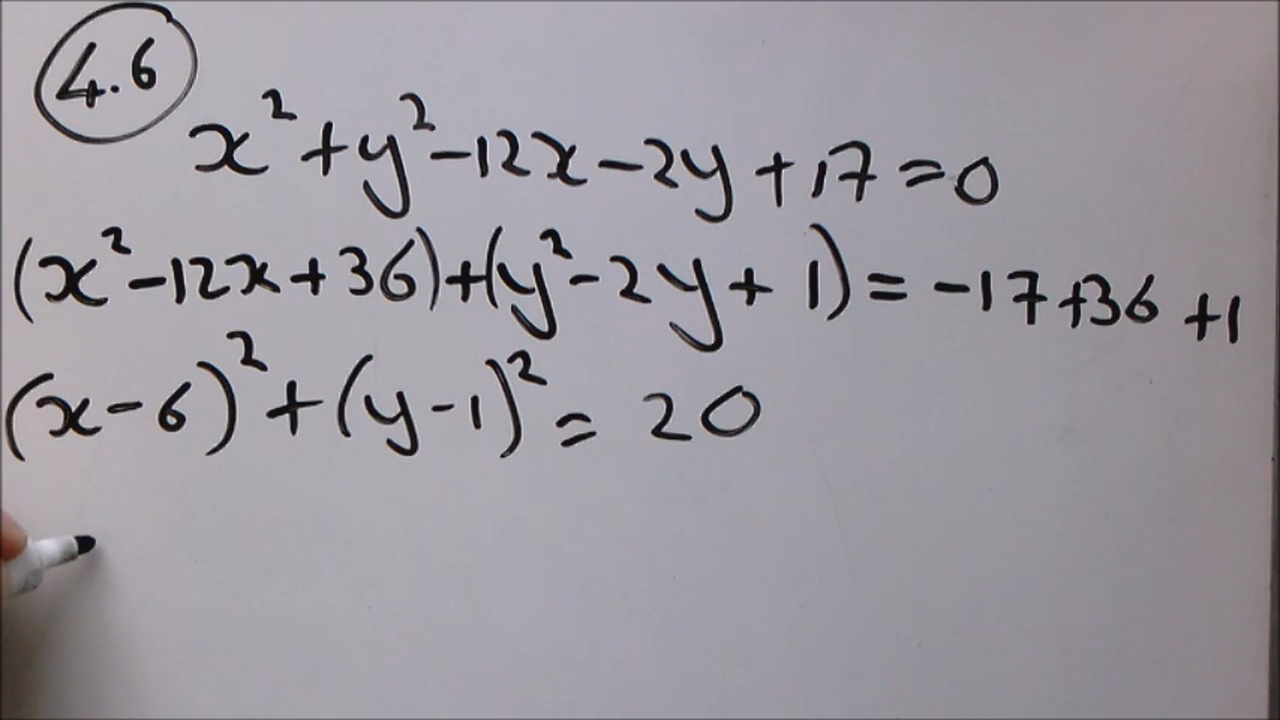 4.6
x² + y² - 12x - 2y + 17 = 0
(x² - 12x + 36) + (y² - 2y + 1) = -17 + 36 + 1
(x - 6)² + (y - 1)² = 20